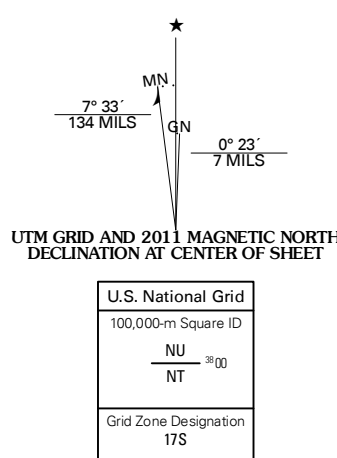 ★
MN
7° 33´
134 MILS
GN
0° 23´
7 MILS
UTM GRID AND 2011 MAGNETIC NORTH
DECLINATION AT CENTER OF SHEET
U.S. National Grid
100,000-m Square ID
NU
3800
NT
Grid Zone Designation
17S